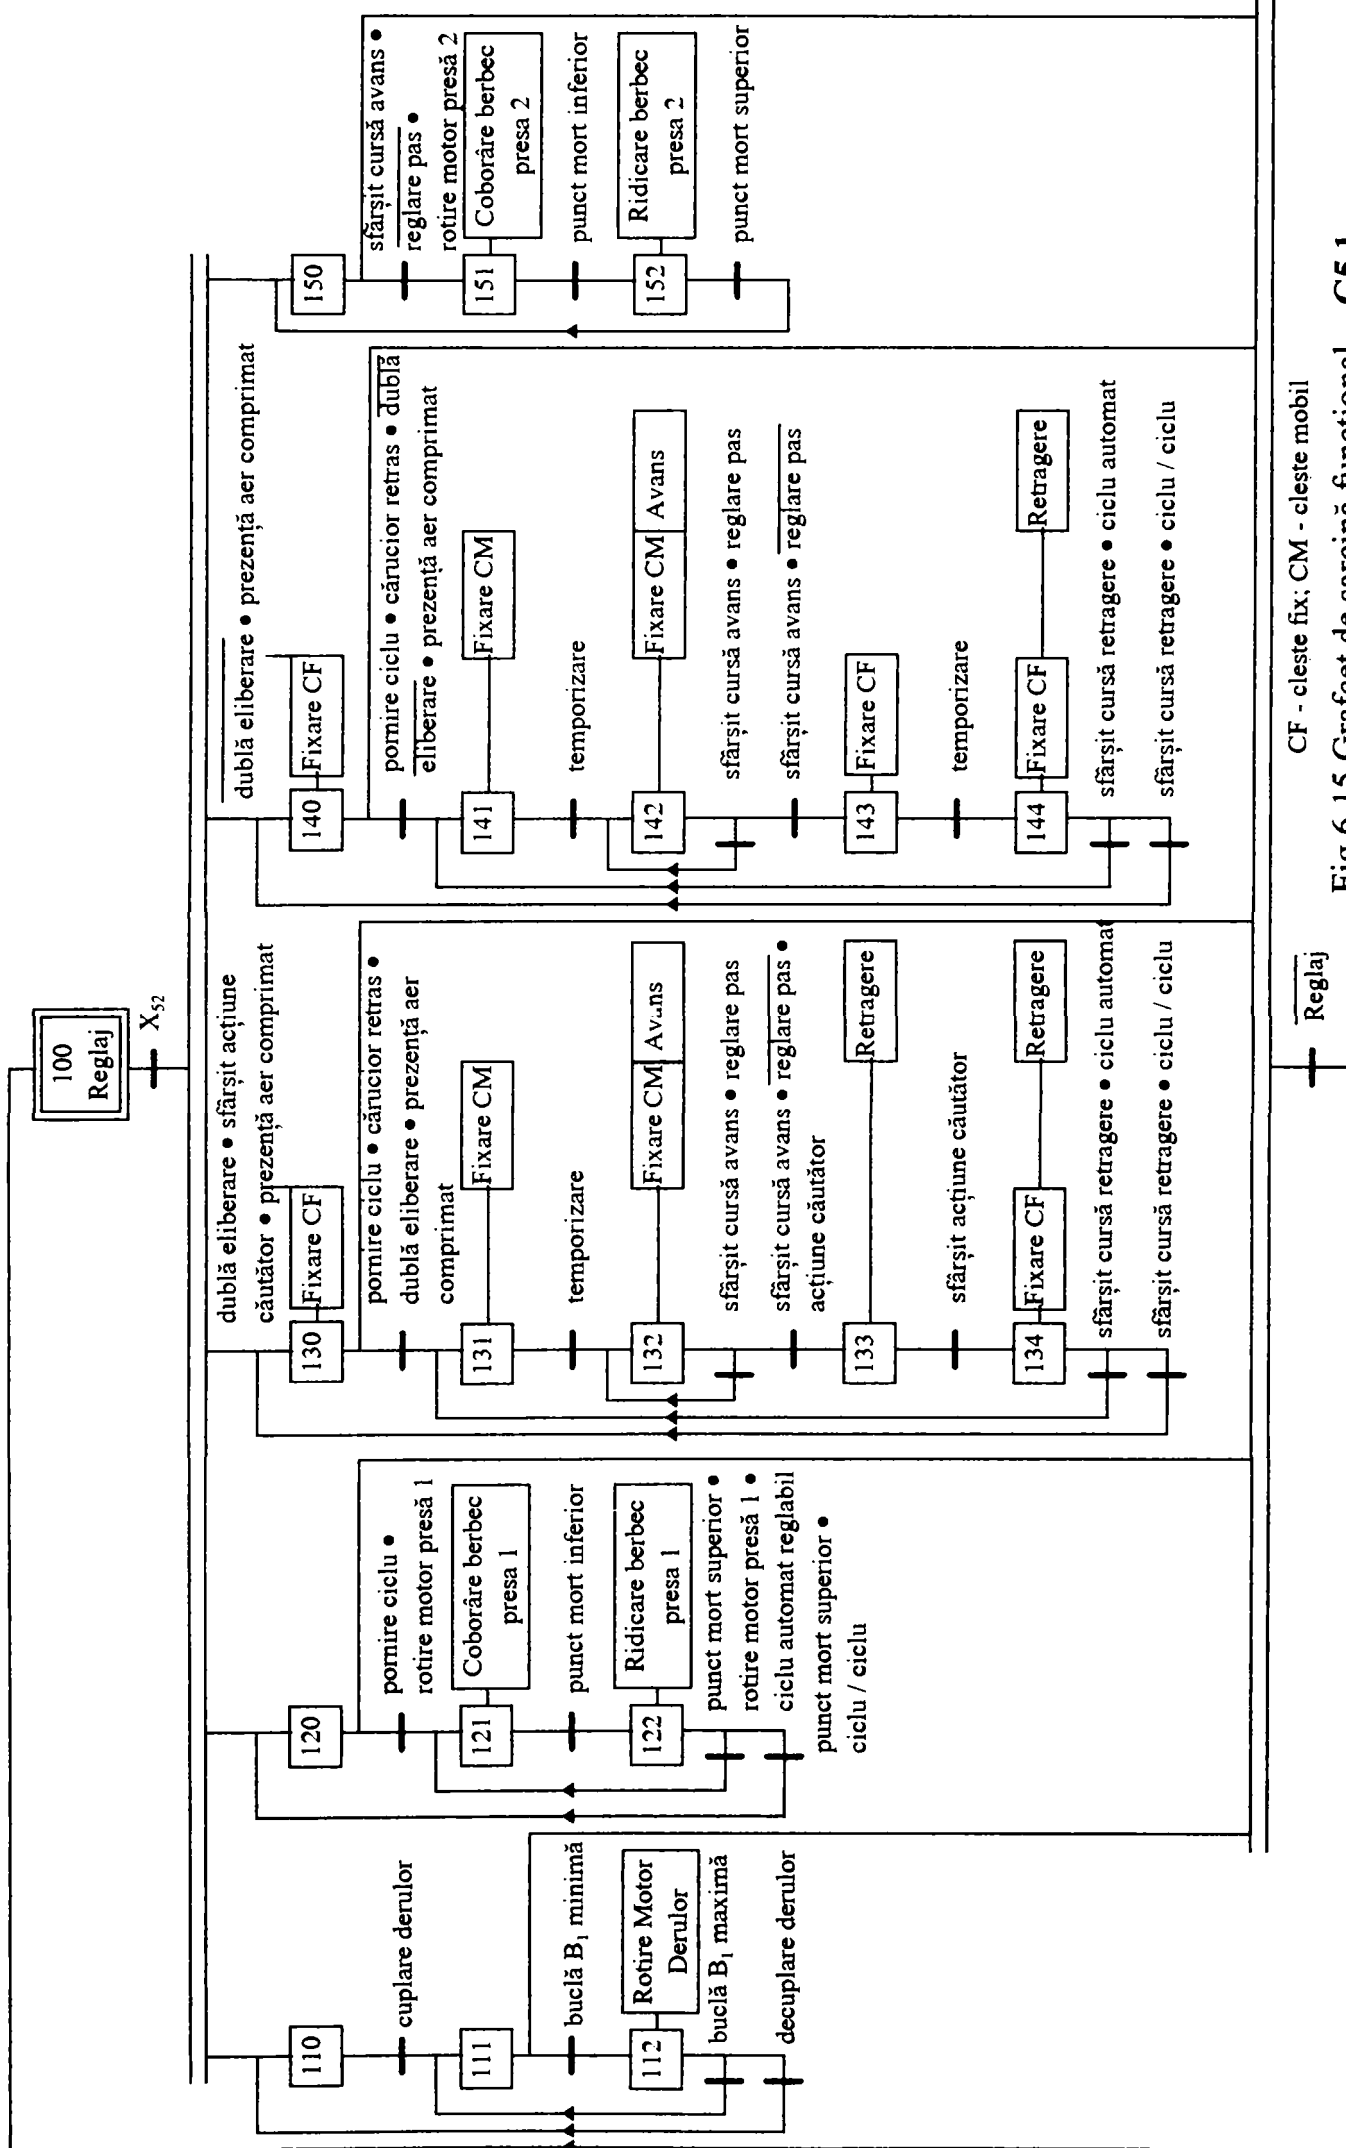 100
Reglaj
X52
110
cuplare derulor
111
buclă B1 minimă
112
Rotire Motor
Derulor
buclă B1 maximă
decuplare derulor
120
pornire ciclu •
rotire motor presă 1
121
Coborâre berbec
presa 1
punct mort inferior
122
Ridicare berbec
presa 1
punct mort superior •
rotire motor presă 1 •
ciclu automat reglabil
punct mort superior •
ciclu / ciclu
dublă eliberare • sfârșit acțiune
căutător • prezență aer comprimat
130
Fixare CF
pornire ciclu • cărucior retras •
dublă eliberare • prezență aer
comprimat
131
Fixare CM
temporizare
132
Fixare CM
Avans
sfârșit cursă avans • reglare pas
sfârșit cursă avans • reglare pas •
acțiune căutător
133
Retragere
sfârșit acțiune căutător
134
Fixare CF
Retragere
sfârșit cursă retragere • ciclu automat
sfârșit cursă retragere • ciclu / ciclu
dublă eliberare • prezență aer comprimat
140
Fixare CF
pornire ciclu • cărucior retras • dublă
eliberare • prezență aer comprimat
141
Fixare CM
temporizare
142
Fixare CM
Avans
sfârșit cursă avans • reglare pas
sfârșit cursă avans • reglare pas
143
Fixare CF
temporizare
144
Fixare CF
Retragere
sfârșit cursă retragere • ciclu automat
sfârșit cursă retragere • ciclu / ciclu
150
sfârșit cursă avans •
reglare pas •
rotire motor presă 2
151
Coborâre berbec
presa 2
punct mort inferior
152
Ridicare berbec
presa 2
punct mort superior
Reglaj
CF - clește fix; CM - clește mobil
Fig.6.15 Grafcet de sarcină funcțional